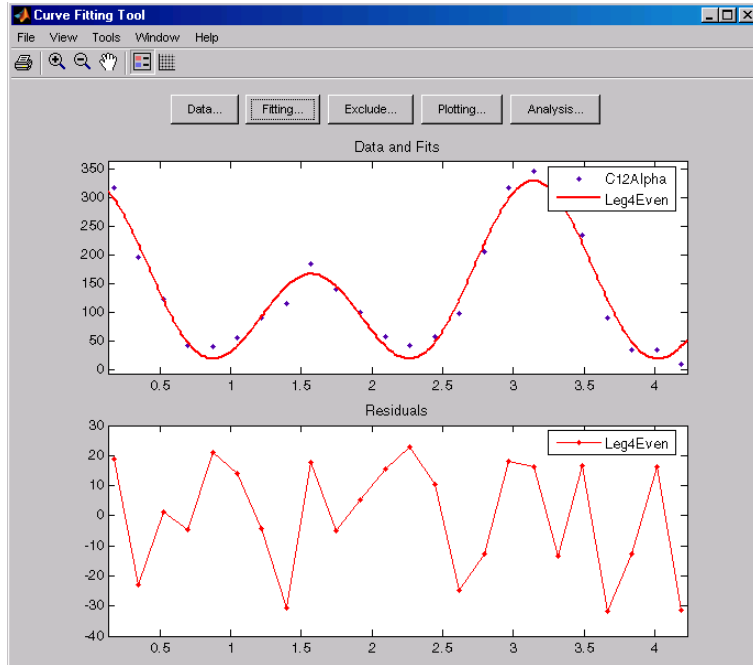 Curve Fitting Tool
File View Tools Window Help
Data... Fitting... Exclude... Plotting... Analysis...
Data and Fits
350
300
250
200
150
100
50
0
C12Alpha
Leg4Even
0.5 1 1.5 2 2.5 3 3.5 4
Residuals
30
20
10
0
-10
-20
-30
-40
Leg4Even
0.5 1 1.5 2 2.5 3 3.5 4